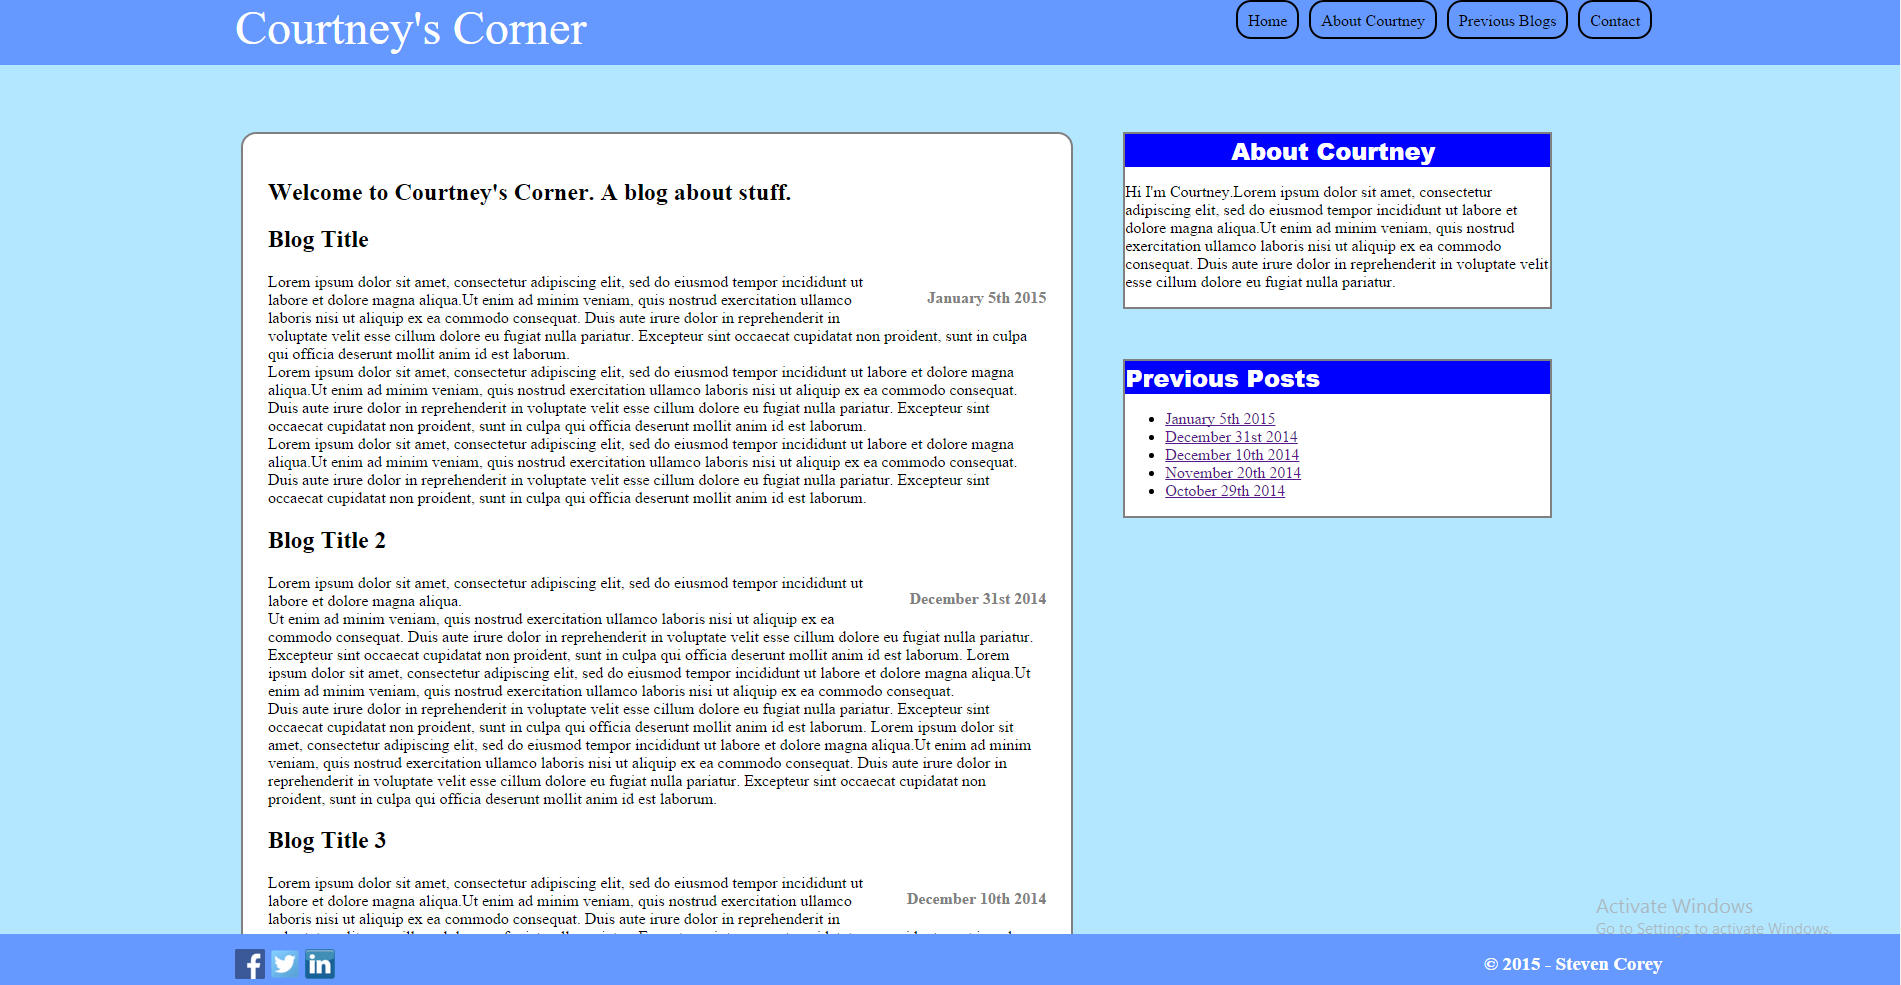 Courtney's Corner
Home
About Courtney
Previous Blogs
Contact
Welcome to Courtney's Corner. A blog about stuff.
Blog Title
Lorem ipsum dolor sit amet, consectetur adipiscing elit, sed do eiusmod tempor incididunt ut
labore et dolore magna aliqua.Ut enim ad minim veniam, quis nostrud exercitation ullamco
January 5th 2015
laboris nisi ut aliquip ex ea commodo consequat. Duis aute irure dolor in reprehenderit in
voluptate velit esse cillum dolore eu fugiat nulla pariatur. Excepteur sint occaecat cupidatat non proident, sunt in culpa
qui officia deserunt mollit anim id est laborum.
Lorem ipsum dolor sit amet, consectetur adipiscing elit, sed do eiusmod tempor incididunt ut labore et dolore magna
aliqua.Ut enim ad minim veniam, quis nostrud exercitation ullamco laboris nisi ut aliquip ex ea commodo consequat.
Duis aute irure dolor in reprehenderit in voluptate velit esse cillum dolore eu fugiat nulla pariatur. Excepteur sint
occaecat cupidatat non proident, sunt in culpa qui officia deserunt mollit anim id est laborum.
Lorem ipsum dolor sit amet, consectetur adipiscing elit, sed do eiusmod tempor incididunt ut labore et dolore magna
aliqua.Ut enim ad minim veniam, quis nostrud exercitation ullamco laboris nisi ut aliquip ex ea commodo consequat.
Duis aute irure dolor in reprehenderit in voluptate velit esse cillum dolore eu fugiat nulla pariatur. Excepteur sint
occaecat cupidatat non proident, sunt in culpa qui officia deserunt mollit anim id est laborum.
Blog Title 2
Lorem ipsum dolor sit amet, consectetur adipiscing elit, sed do eiusmod tempor incididunt ut
labore et dolore magna aliqua.
December 31st 2014
Ut enim ad minim veniam, quis nostrud exercitation ullamco laboris nisi ut aliquip ex ea
commodo consequat. Duis aute irure dolor in reprehenderit in voluptate velit esse cillum dolore eu fugiat nulla pariatur.
Excepteur sint occaecat cupidatat non proident, sunt in culpa qui officia deserunt mollit anim id est laborum. Lorem
ipsum dolor sit amet, consectetur adipiscing elit, sed do eiusmod tempor incididunt ut labore et dolore magna aliqua.Ut
enim ad minim veniam, quis nostrud exercitation ullamco laboris nisi ut aliquip ex ea commodo consequat.
Duis aute irure dolor in reprehenderit in voluptate velit esse cillum dolore eu fugiat nulla pariatur. Excepteur sint
occaecat cupidatat non proident, sunt in culpa qui officia deserunt mollit anim id est laborum. Lorem ipsum dolor sit
amet, consectetur adipiscing elit, sed do eiusmod tempor incididunt ut labore et dolore magna aliqua.Ut enim ad minim
veniam, quis nostrud exercitation ullamco laboris nisi ut aliquip ex ea commodo consequat. Duis aute irure dolor in
reprehenderit in voluptate velit esse cillum dolore eu fugiat nulla pariatur. Excepteur sint occaecat cupidatat non
proident, sunt in culpa qui officia deserunt mollit anim id est laborum.
Blog Title 3
Lorem ipsum dolor sit amet, consectetur adipiscing elit, sed do eiusmod tempor incididunt ut
labore et dolore magna aliqua.Ut enim ad minim veniam, quis nostrud exercitation ullamco
December 10th 2014
laboris nisi ut aliquip ex ea commodo consequat. Duis aute irure dolor in reprehenderit in
About Courtney
Hi I'm Courtney.Lorem ipsum dolor sit amet, consectetur
adipiscing elit, sed do eiusmod tempor incididunt ut labore et
dolore magna aliqua.Ut enim ad minim veniam, quis nostrud
exercitation ullamco laboris nisi ut aliquip ex ea commodo
consequat. Duis aute irure dolor in reprehenderit in voluptate velit
esse cillum dolore eu fugiat nulla pariatur.
Previous Posts
January 5th 2015
December 31st 2014
December 10th 2014
November 20th 2014
October 29th 2014
Activate Windows
Go to Settings to activate Windows.
f
in
© 2015 - Steven Corey